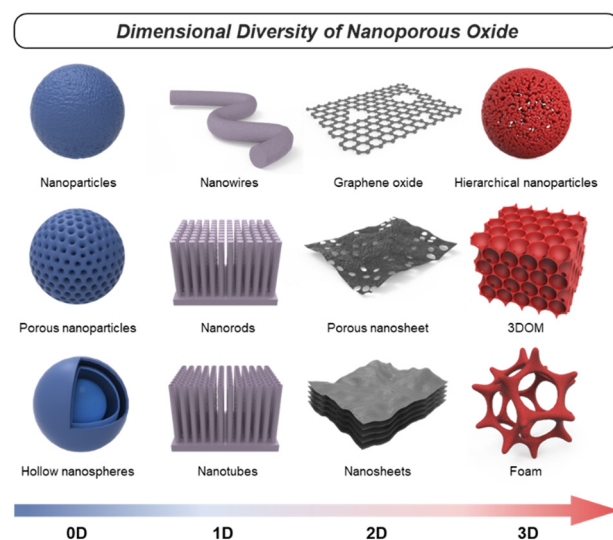 Dimensional Diversity of Nanoporous Oxide
Nanoparticles
Nanowires
Graphene oxide
Hierarchical nanoparticles
Porous nanoparticles
Nanorods
Porous nanosheet
3DOM
Hollow nanospheres
Nanotubes
Nanosheets
Foam
0D
1D
2D
3D